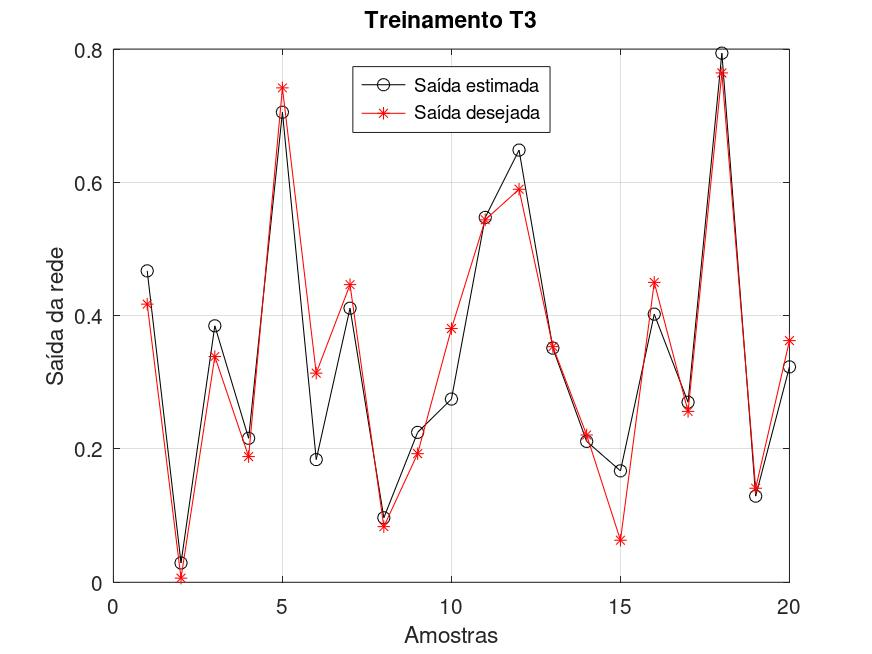 Treinamento T3
Saída estimada
Saída desejada
Saída da rede
0.8
0.6
0.4
0.2
0
0 5 10 15 20
Amostras